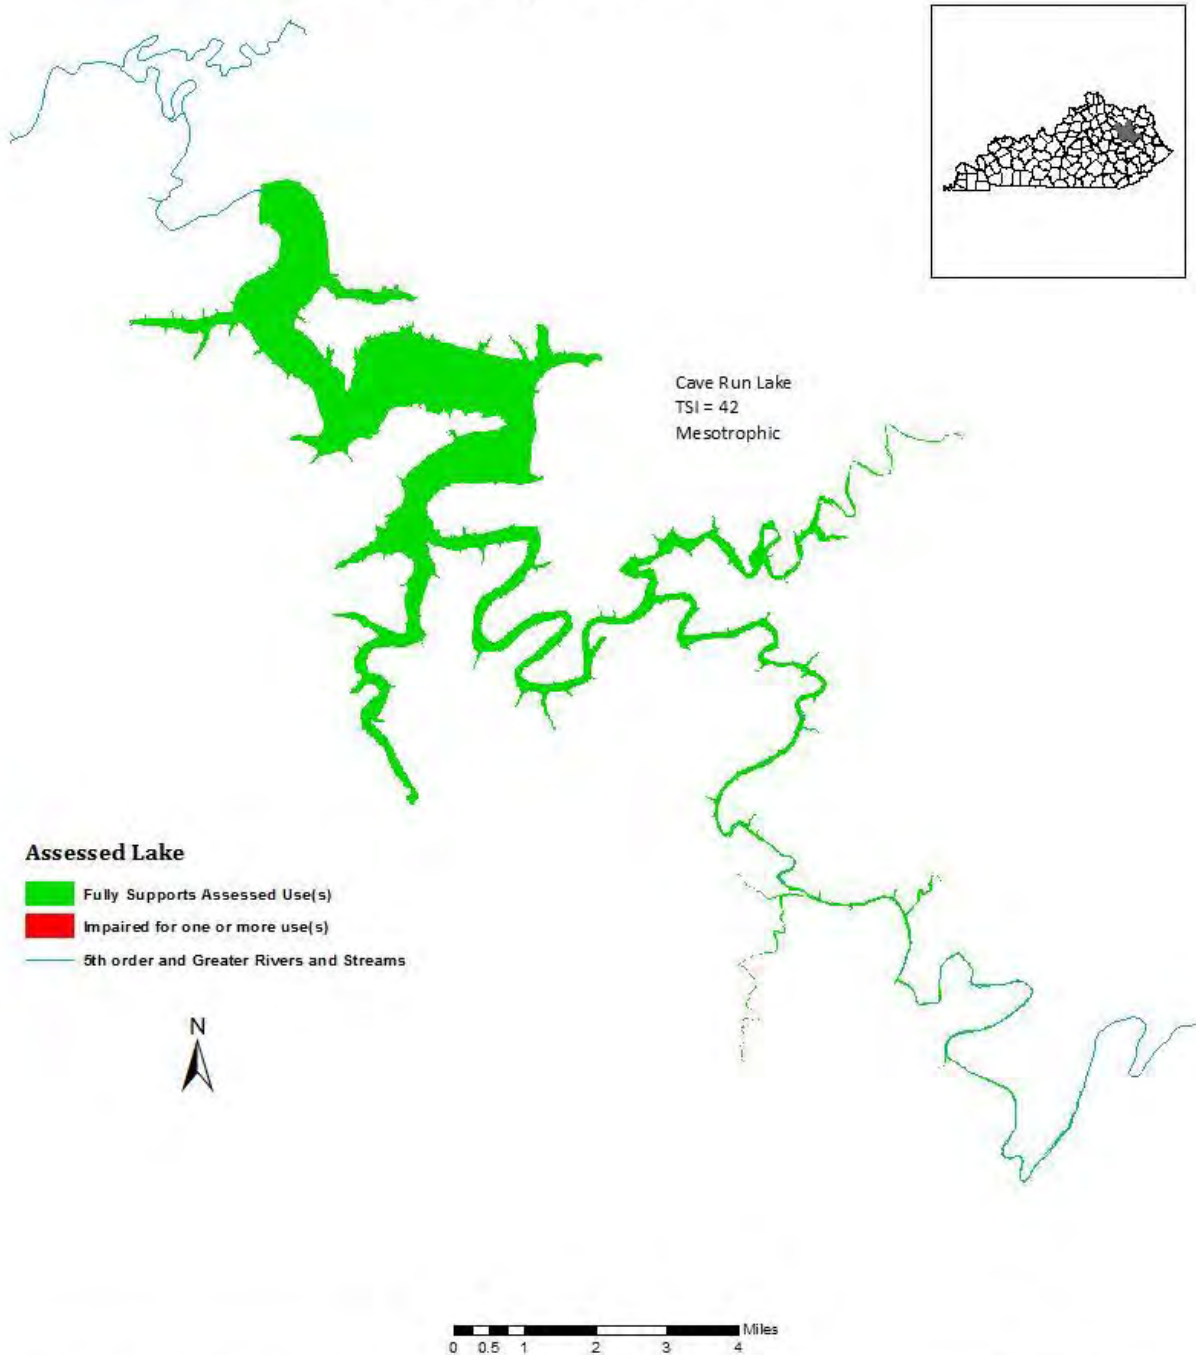 Cave Run Lake
TSI = 42
Mesotrophic
Assessed Lake
Fully Supports Assessed Use(s)
Impaired for one or more use(s)
5th order and Greater Rivers and Streams
N
Miles
0 0.5 1 2 3 4